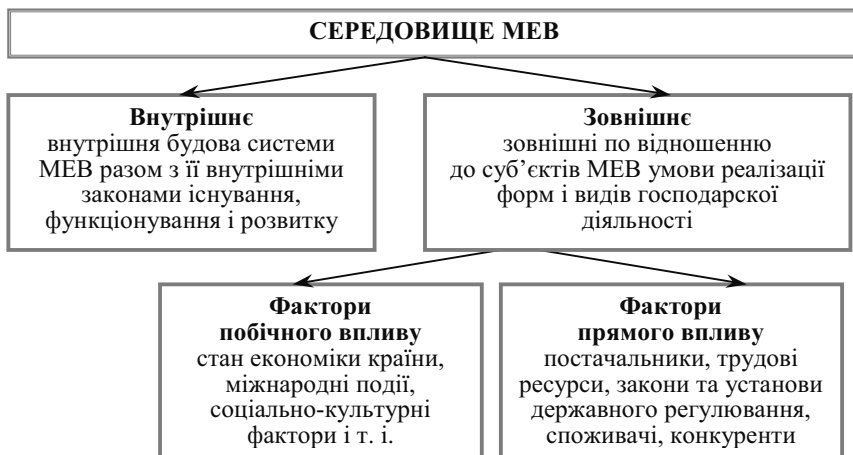 СЕРЕДОВИЩЕ МЕВ
Внутрішнє
внутрішня будова системи
МЕВ разом з її внутрішніми
законами існування,
функціонування і розвитку
Зовнішнє
зовнішні по відношенню
до суб’єктів МЕВ умови реалізації
форм і видів господарскої
діяльності
Фактори
побічного впливу
стан економіки країни,
міжнародні події,
соціально-культурні
фактори і т. і.
Фактори
прямого впливу
постачальники, трудові
ресурси, закони та установи
державного регулювання,
споживачі, конкуренти